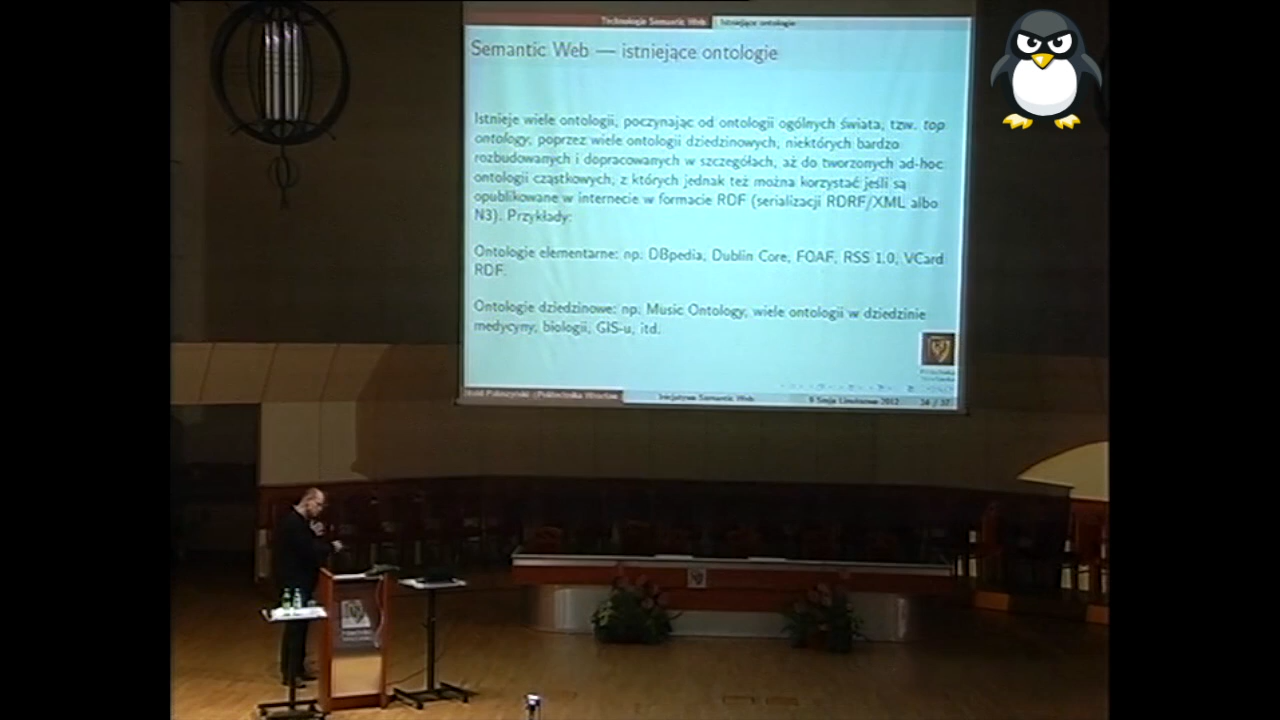 Technologie Semantic Web
Istniejące ontologie
Semantic Web — istniejące ontologie
Istnieje wiele ontologii, poczynając od ontologii ogólnych świata, tzw. top
ontology, poprzez wiele ontologii dziedzinowych, niektórych bardzo
rozbudowanych i dopracowanych w szczegółach, aż do tworzonych ad-hoc
ontologii cząstkowych, z których jednak też można korzystać jeśli są
opublikowane w internecie w formacie RDF (serializacji RDRF/XML albo
N3). Przykłady:
Ontologie elementarne: np. DBpedia, Dublin Core, FOAF, RSS 1.0, VCard
RDF.
Ontologie dziedzinowe: np. Music Ontology, wiele ontologii w dziedzinie
medycyny, biologii, GIS-u, itd.
Inicjatywa Semantic Web
9 Sesja Linuksowa 2012